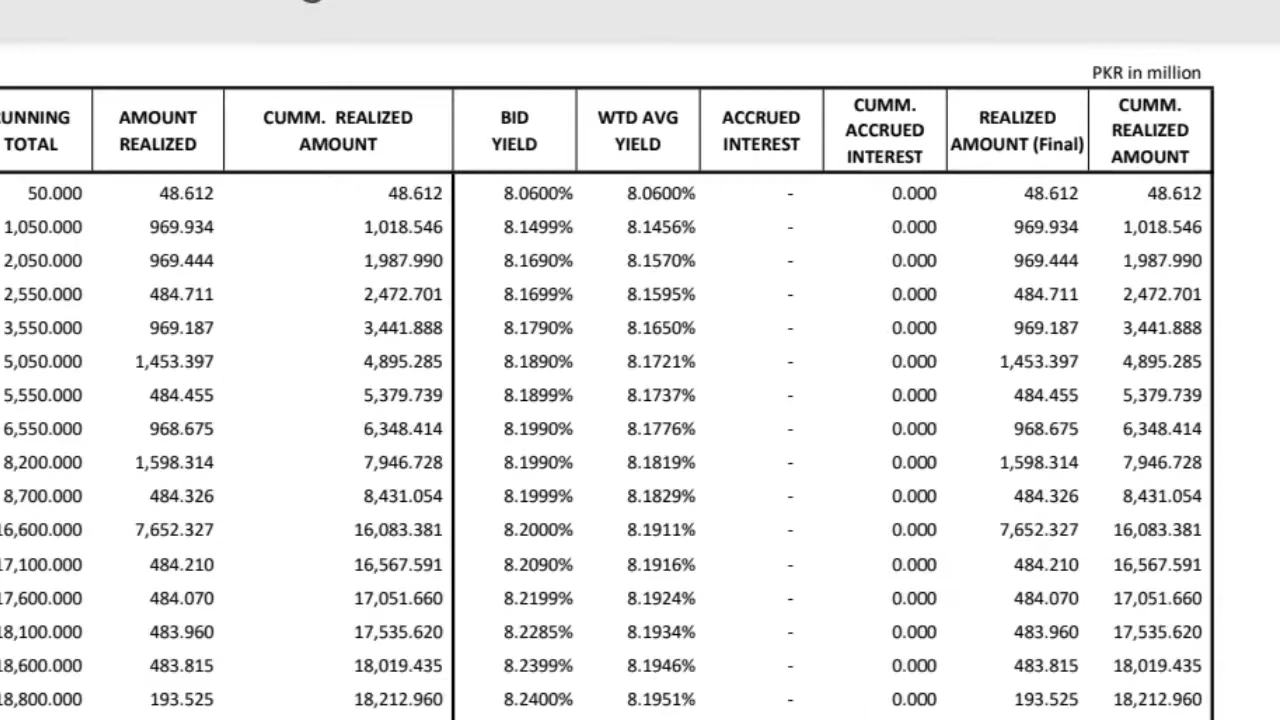 PKR in million
UNNING TOTAL AMOUNT REALIZED CUMM. REALIZED AMOUNT BID YIELD WTD AVG YIELD ACCRUED INTEREST CUMM. ACCRUED INTEREST REALIZED AMOUNT (Final) CUMM. REALIZED AMOUNT
50.000 48.612 48.612 8.0600% 8.0600% - 0.000 48.612 48.612
1,050.000 969.934 1,018.546 8.1499% 8.1456% - 0.000 969.934 1,018.546
2,050.000 969.444 1,987.990 8.1690% 8.1570% - 0.000 969.444 1,987.990
2,550.000 484.711 2,472.701 8.1699% 8.1595% - 0.000 484.711 2,472.701
3,550.000 969.187 3,441.888 8.1790% 8.1650% - 0.000 969.187 3,441.888
5,050.000 1,453.397 4,895.285 8.1890% 8.1721% - 0.000 1,453.397 4,895.285
5,550.000 484.455 5,379.739 8.1899% 8.1737% - 0.000 484.455 5,379.739
6,550.000 968.675 6,348.414 8.1990% 8.1776% - 0.000 968.675 6,348.414
8,200.000 1,598.314 7,946.728 8.1990% 8.1819% - 0.000 1,598.314 7,946.728
8,700.000 484.326 8,431.054 8.1999% 8.1829% - 0.000 484.326 8,431.054
16,600.000 7,652.327 16,083.381 8.2000% 8.1911% - 0.000 7,652.327 16,083.381
17,100.000 484.210 16,567.591 8.2090% 8.1916% - 0.000 484.210 16,567.591
17,600.000 484.070 17,051.660 8.2199% 8.1924% - 0.000 484.070 17,051.660
18,100.000 483.960 17,535.620 8.2285% 8.1934% - 0.000 483.960 17,535.620
18,600.000 483.815 18,019.435 8.2399% 8.1946% - 0.000 483.815 18,019.435
18,800.000 193.525 18,212.960 8.2400% 8.1951% - 0.000 193.525 18,212.960